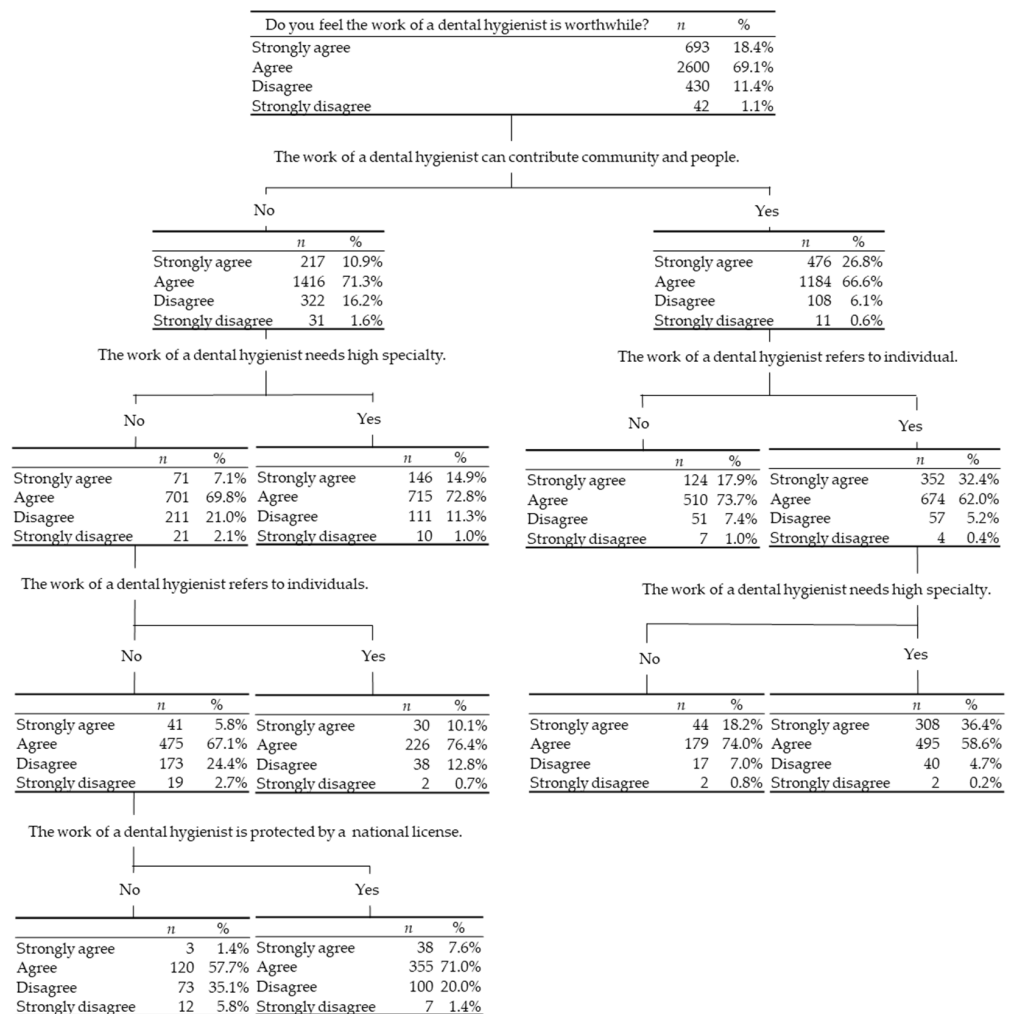 Do you feel the work of a dental hygienist is worthwhile? n %
Strongly agree 693 18.4%
Agree 2600 69.1%
Disagree 430 11.4%
Strongly disagree 42 1.1%
The work of a dental hygienist can contribute community and people.
No
n %
Strongly agree 217 10.9%
Agree 1416 71.3%
Disagree 322 16.2%
Strongly disagree 31 1.6%
Yes
n %
Strongly agree 476 26.8%
Agree 1184 66.6%
Disagree 108 6.1%
Strongly disagree 11 0.6%
The work of a dental hygienist needs high specialty.
No
n %
Strongly agree 71 7.1%
Agree 701 69.8%
Disagree 211 21.0%
Strongly disagree 21 2.1%
Yes
n %
Strongly agree 146 14.9%
Agree 715 72.8%
Disagree 111 11.3%
Strongly disagree 10 1.0%
The work of a dental hygienist refers to individual.
No
n %
Strongly agree 124 17.9%
Agree 510 73.7%
Disagree 51 7.4%
Strongly disagree 7 1.0%
Yes
n %
Strongly agree 352 32.4%
Agree 674 62.0%
Disagree 57 5.2%
Strongly disagree 4 0.4%
The work of a dental hygienist refers to individuals.
No
n %
Strongly agree 41 5.8%
Agree 475 67.1%
Disagree 173 24.4%
Strongly disagree 19 2.7%
Yes
n %
Strongly agree 30 10.1%
Agree 226 76.4%
Disagree 38 12.8%
Strongly disagree 2 0.7%
The work of a dental hygienist needs high specialty.
No
n %
Strongly agree 44 18.2%
Agree 179 74.0%
Disagree 17 7.0%
Strongly disagree 2 0.8%
Yes
n %
Strongly agree 308 36.4%
Agree 495 58.6%
Disagree 40 4.7%
Strongly disagree 2 0.2%
The work of a dental hygienist is protected by a national license.
No
n %
Strongly agree 3 1.4%
Agree 120 57.7%
Disagree 73 35.1%
Strongly disagree 12 5.8%
Yes
n %
Strongly agree 38 7.6%
Agree 355 71.0%
Disagree 100 20.0%
Strongly disagree 7 1.4%